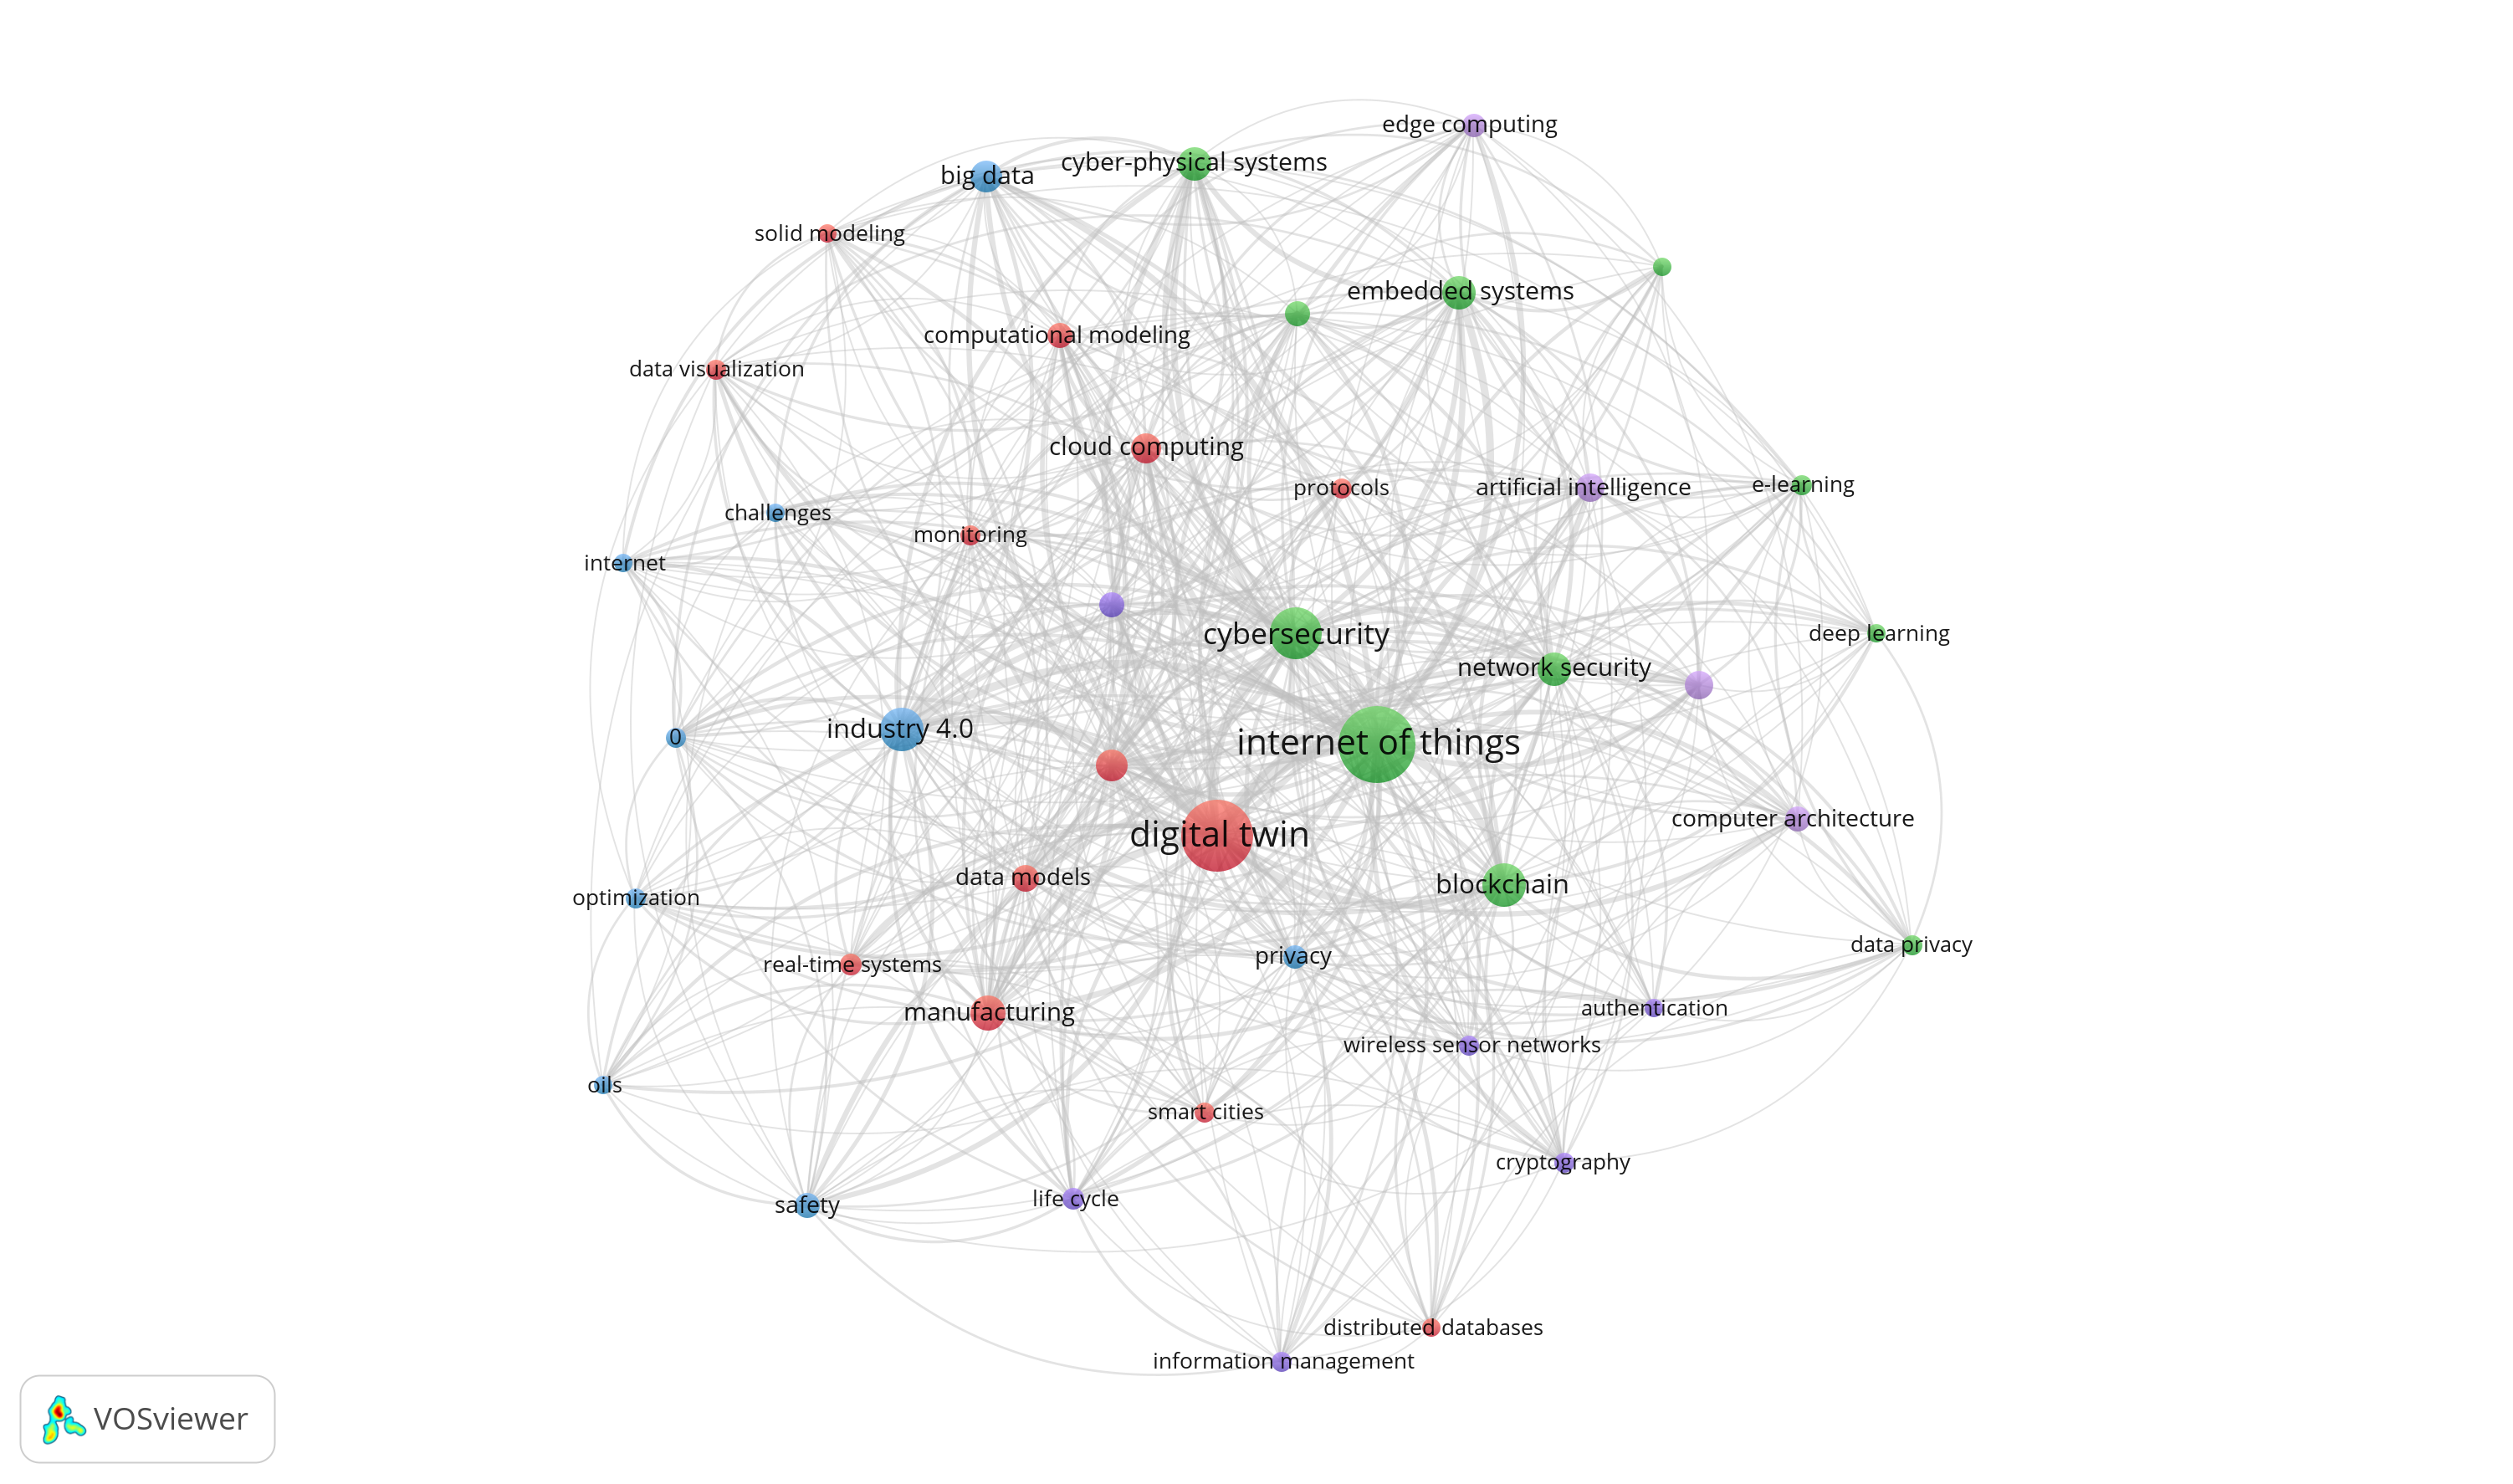 edge computing
cyber-physical systems
big data
solid modeling
embedded systems
computational modeling
data visualization
cloud computing
protocols
artificial intelligence
e-learning
challenges
monitoring
internet
cybersecurity
deep learning
network security
industry 4.0
0
internet of things
computer architecture
digital twin
data models
blockchain
optimization
data privacy
privacy
real-time systems
authentication
manufacturing
wireless sensor networks
oils
smart cities
cryptography
life cycle
safety
distributed databases
information management
VOSviewer